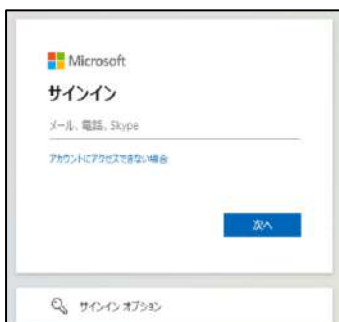 Microsoft
サインイン
メール、電話、Skype
アカウントにアクセスできない場合
次へ
サインイン オプション